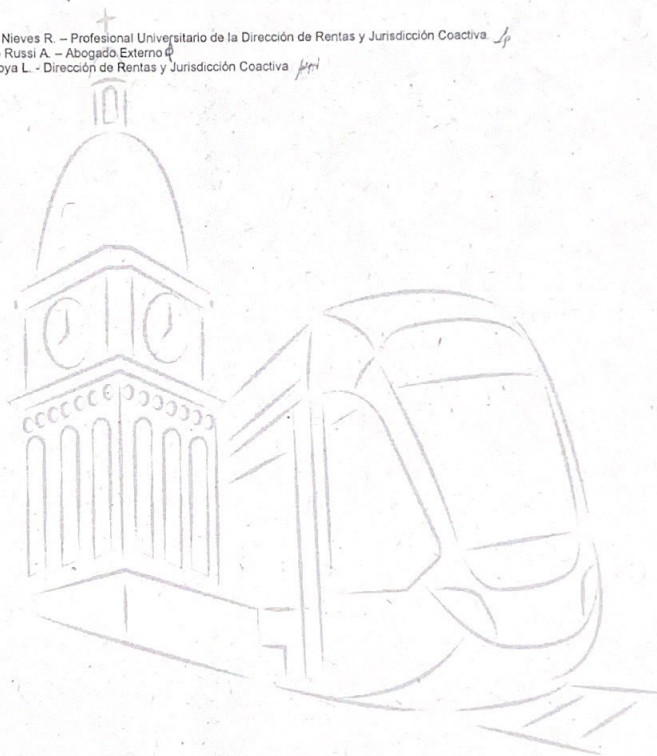 Nieves R. – Profesional Universitario de la Dirección de Rentas y Jurisdicción Coactiva
Russi A. – Abogado Externo
oya L. - Dirección de Rentas y Jurisdicción Coactiva